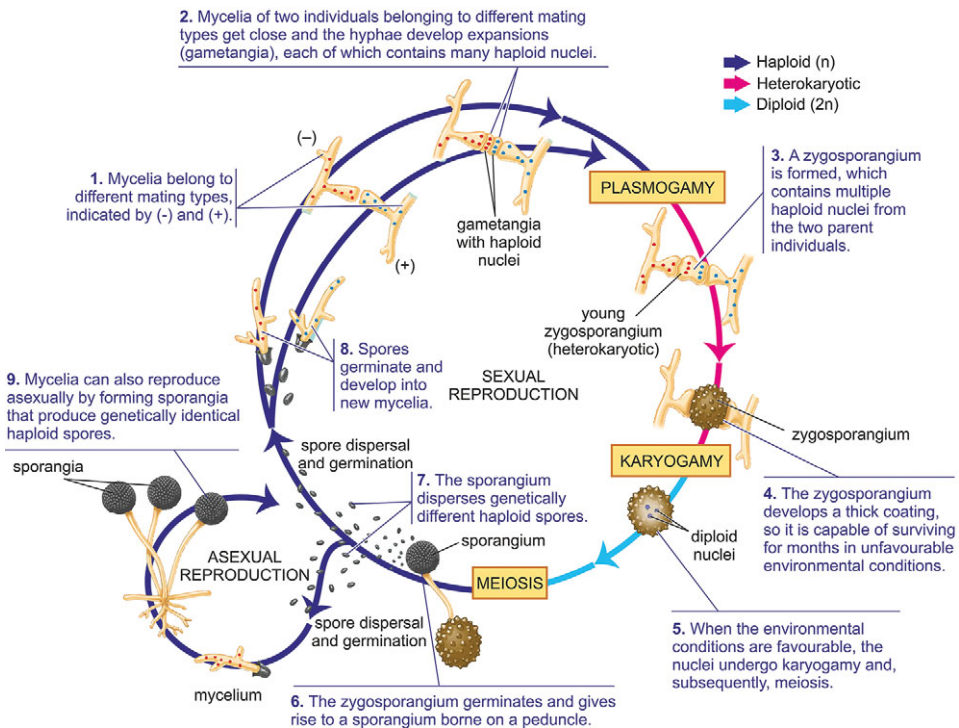 2. Mycelia of two individuals belonging to different mating
types get close and the hyphae develop expansions
(gametangia), each of which contains many haploid nuclei.
Haploid (n)
Heterokaryotic
Diploid (2n)
(–)
1. Mycelia belong to
different mating types,
indicated by (-) and (+).
(+)
gametangia
with haploid
nuclei
PLASMOGAMY
3. A zygosporangium
is formed, which
contains multiple
haploid nuclei from
the two parent
individuals.
young
zygosporangium
(heterokaryotic)
8. Spores
germinate and
develop into
new mycelia.
SEXUAL
REPRODUCTION
9. Mycelia can also reproduce
asexually by forming sporangia
that produce genetically identical
haploid spores.
zygosporangium
KARYOGAMY
sporangia
spore dispersal
and germination
7. The sporangium
disperses genetically
different haploid spores.
4. The zygosporangium
develops a thick coating,
so it is capable of surviving
for months in unfavourable
environmental conditions.
diploid
nuclei
sporangium
ASEXUAL
REPRODUCTION
MEIOSIS
spore dispersal
and germination
5. When the environmental
conditions are favourable, the
nuclei undergo karyogamy and,
subsequently, meiosis.
mycelium
6. The zygosporangium germinates and gives
rise to a sporangium borne on a peduncle.